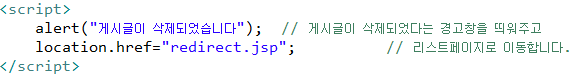 <script>
alert("게시글이 삭제되었습니다");  // 게시글이 삭제되었다는 경고창을 띄워주고
location.href="redirect.jsp";  // 리스트페이지로 이동합니다.
</script>